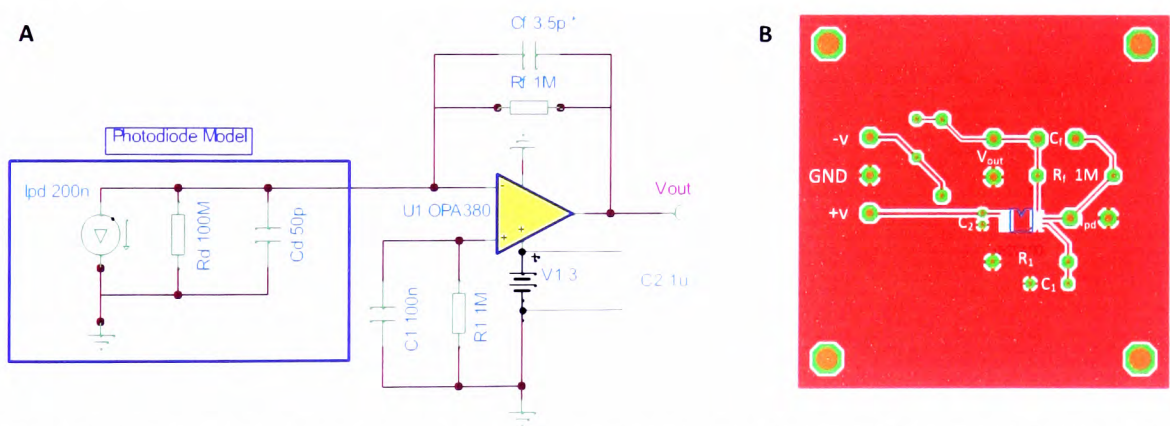 A
Cf 3.5p *
Rf 1M
Photodiode Model
Ipd 200n
Rd 100M
Cd 50p
-
+
+
U1 OPA380
Vout
+
V1 3
C2 1u
C1 100n
R1 1M
B
-v
Vout
Cf
GND
Rf 1M
+v
C2
pd
R1
C1